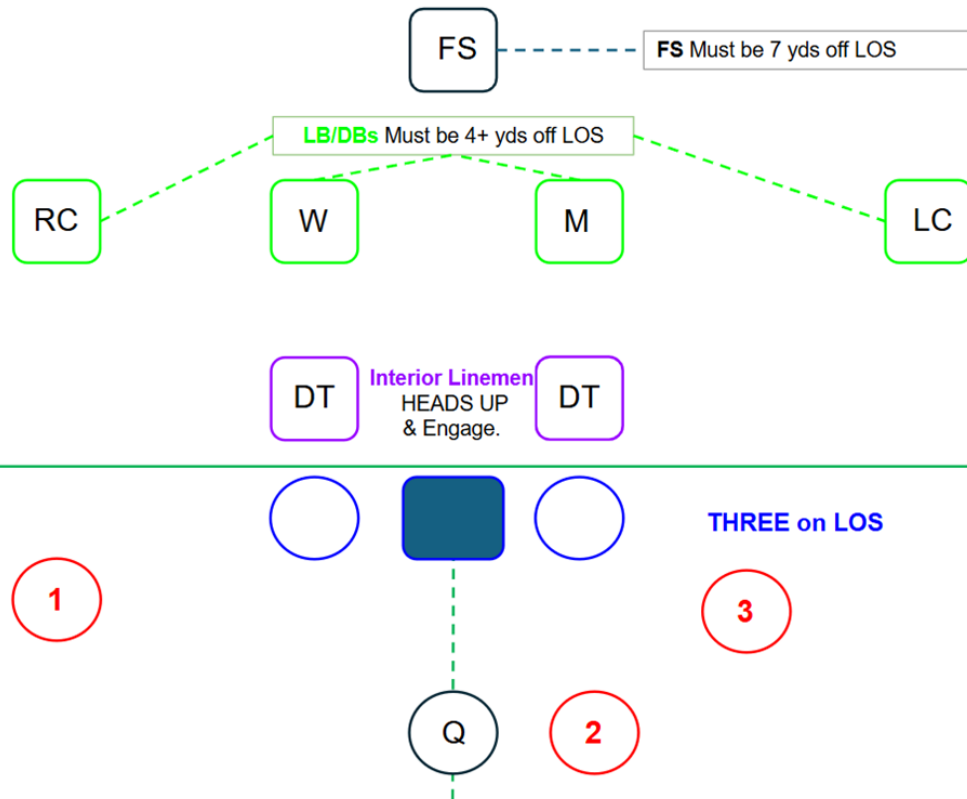 FS
FS Must be 7 yds off LOS
LB/DBs Must be 4+ yds off LOS
RC
W
M
LC
DT
Interior Linemen
HEADS UP
& Engage.
DT
THREE on LOS
1
3
Q
2